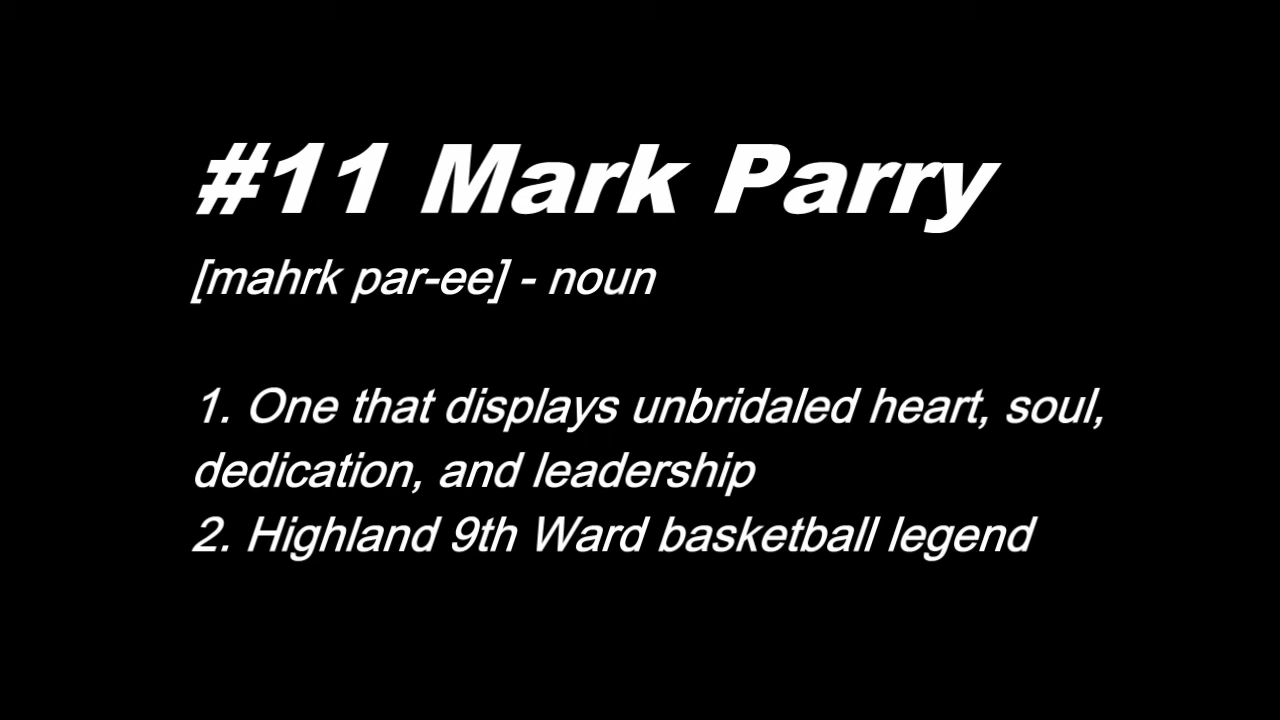 #11 Mark Parry
[mahrk par-ee] - noun
1. One that displays unbridaled heart, soul,
dedication, and leadership
2. Highland 9th Ward basketball legend